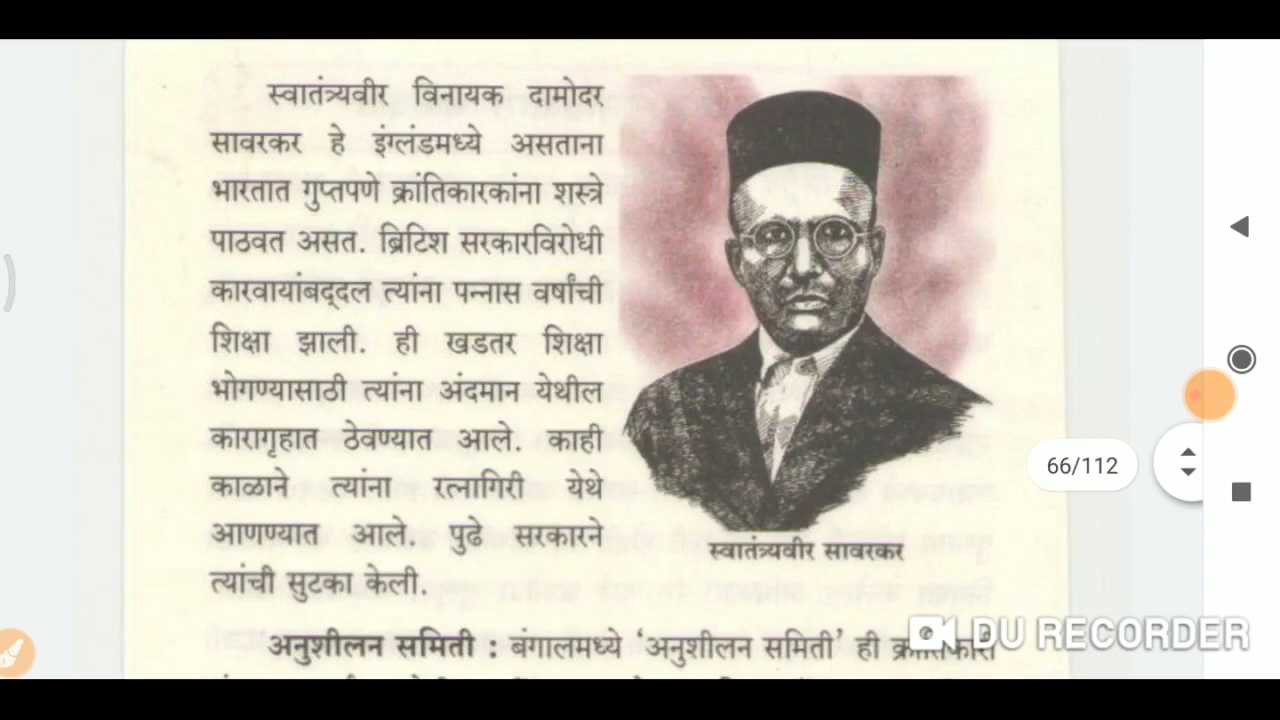 स्वातंत्र्यवीर विनायक दामोदर
सावरकर हे इंग्लंडमध्ये असताना
भारतात गुप्तपणे क्रांतिकारकांना शस्त्रे
पाठवत असत. ब्रिटिश सरकारविरोधी
कारवायांबद्दल त्यांना पन्नास वर्षांची
शिक्षा झाली. ही खडतर शिक्षा
भोगण्यासाठी त्यांना अंदमान येथील
कारागृहात ठेवण्यात आले. काही
काळाने त्यांना रत्नागिरी येथे
आणण्यात आले. पुढे सरकारने
त्यांची सुटका केली.
स्वातंत्र्यवीर सावरकर
66/112
अनुशीलन समिती : बंगालमध्ये 'अनुशीलन समिती' ही क्रांतिकारी
DU RECORDER